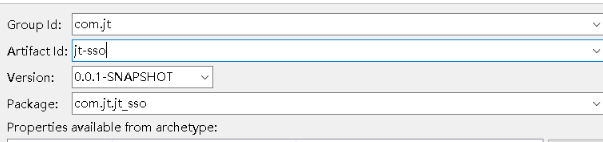 Group Id: com.jt
Artifact Id: jt-sso
Version: 0.0.1-SNAPSHOT
Package: com.jt.jt_sso
Properties available from archetype: